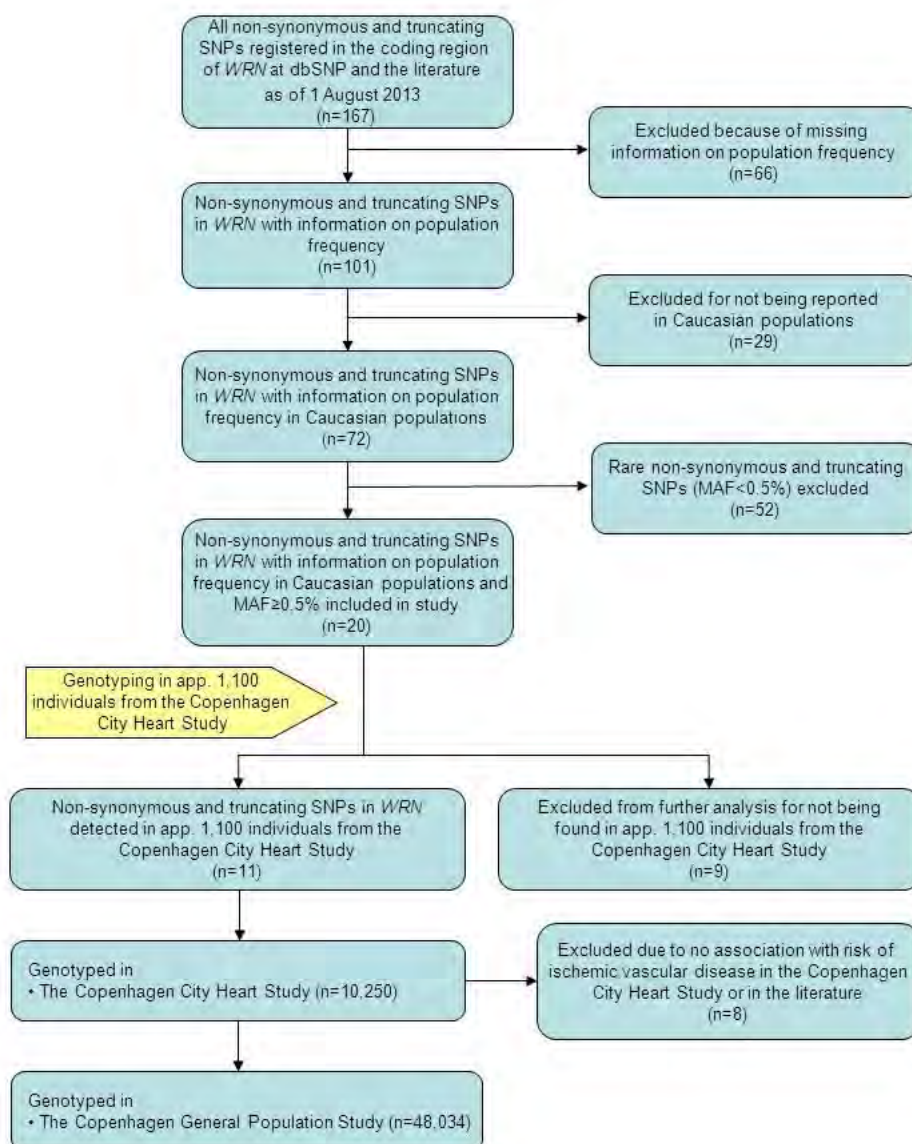 All non-synonymous and truncating
SNPs registered in the coding region
of WRN at dbSNP and the literature
as of 1 August 2013
(n=167)
Excluded because of missing
information on population frequency
(n=66)
Non-synonymous and truncating SNPs
in WRN with information on population
frequency
(n=101)
Excluded for not being reported
in Caucasian populations
(n=29)
Non-synonymous and truncating SNPs
in WRN with information on population
frequency in Caucasian populations
(n=72)
Rare non-synonymous and truncating
SNPs (MAF<0.5%) excluded
(n=52)
Non-synonymous and truncating SNPs
in WRN with information on population
frequency in Caucasian populations and
MAF≥0.5% included in study
(n=20)
Genotyping in app. 1,100
individuals from the Copenhagen
City Heart Study
Non-synonymous and truncating SNPs in WRN
detected in app. 1,100 individuals from the
Copenhagen City Heart Study
(n=11)
Excluded from further analysis for not being
found in app. 1,100 individuals from the
Copenhagen City Heart Study
(n=9)
Genotyped in
• The Copenhagen City Heart Study (n=10,250)
Excluded due to no association with risk of
ischemic vascular disease in the Copenhagen
City Heart Study or in the literature
(n=8)
Genotyped in
• The Copenhagen General Population Study (n=48,034)